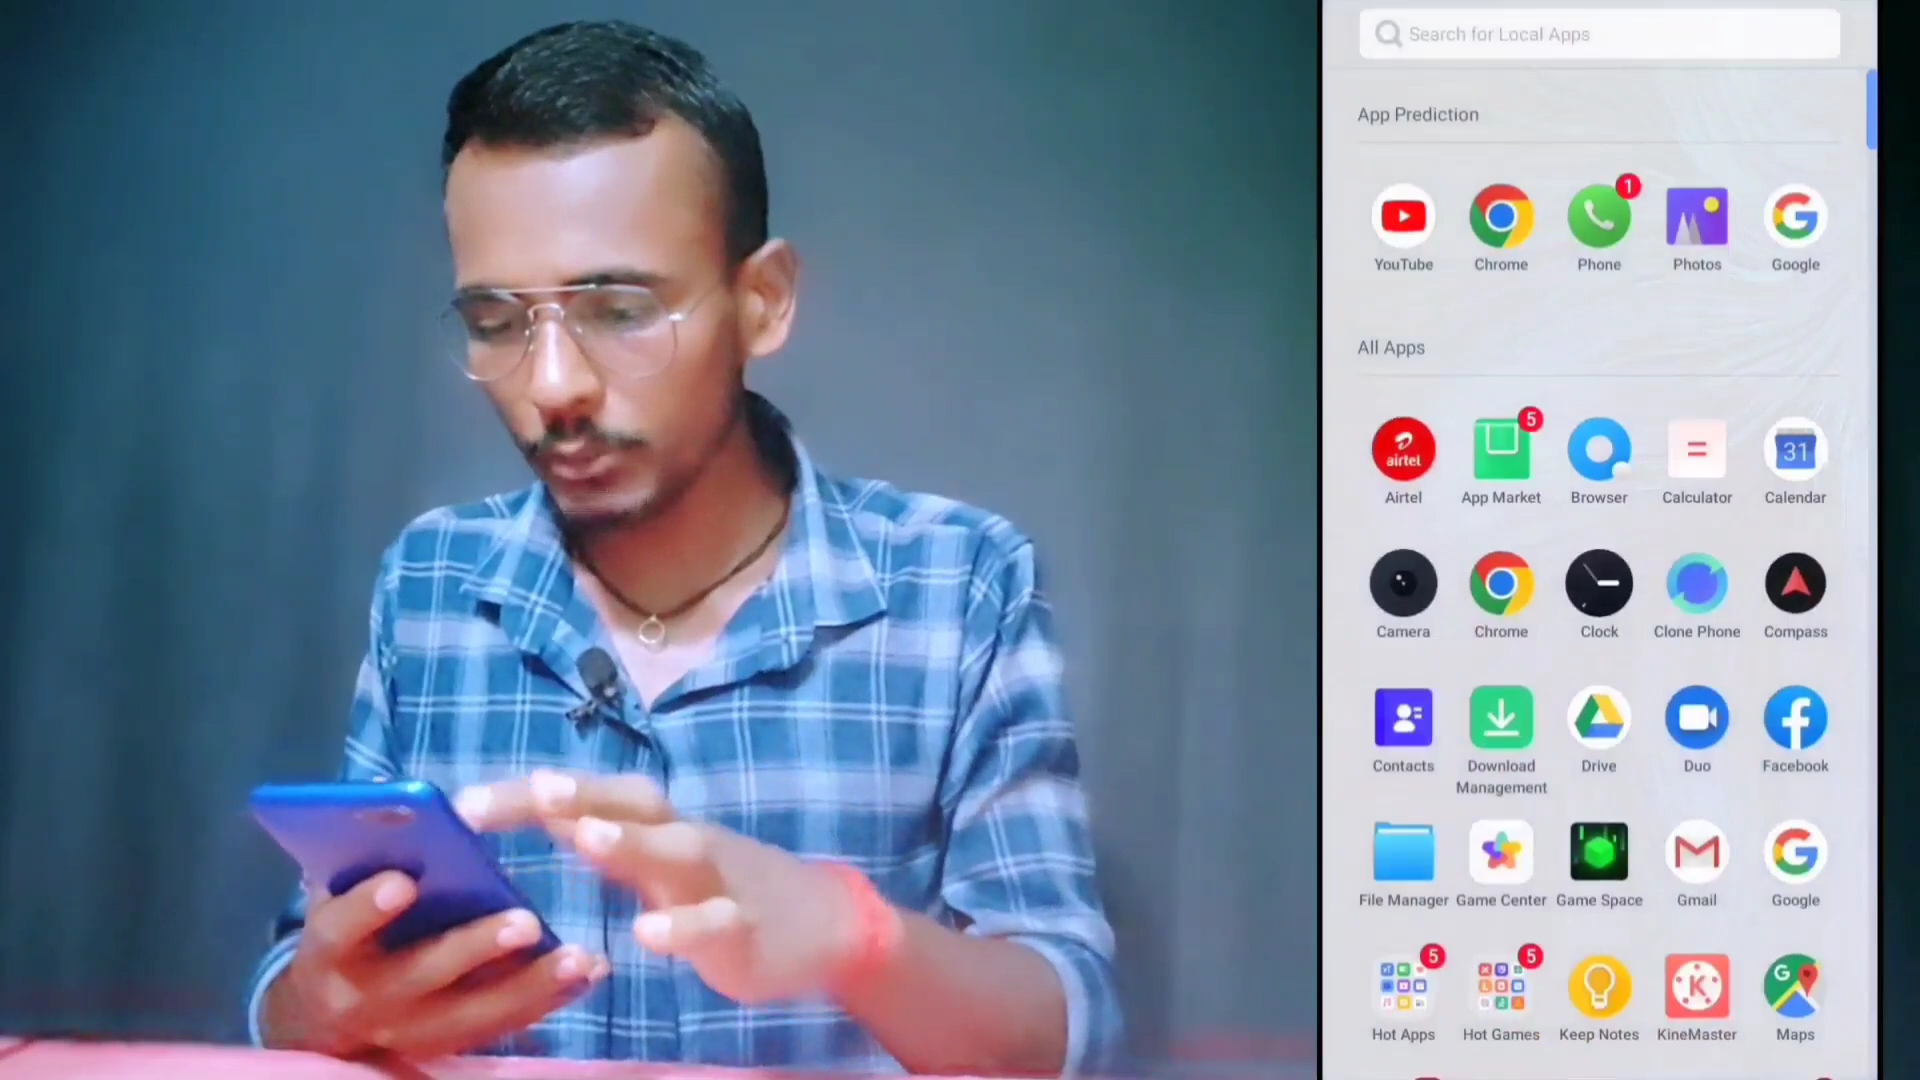 Search for Local Apps
App Prediction
1
YouTube Chrome Phone Photos Google
All Apps
airtel 5 = 31
Airtel App Market Browser Calculator Calendar
Camera Chrome Clock Clone Phone Compass
Contacts Download Management Drive Duo Facebook
File Manager Game Center Game Space Gmail Google
5 5 K G
Hot Apps Hot Games Keep Notes KineMaster Maps